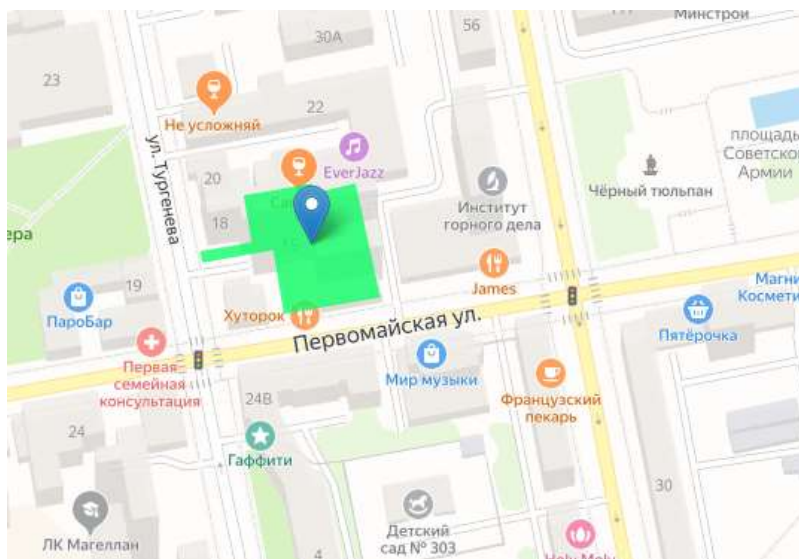 Минстрой
56
30А
23
22
Не усложняй
ул. Тургенева
EverJazz
площадь
Советской
Армии
Чёрный тюльпан
20
18
Институт
горного дела
ера
19
James
Магни
Космети
ПароБар
Хуторок
Первомайская ул.
Пятёрочка
Первая
семейная
консультация
Мир музыки
24В
Французский
пекарь
24
Гаффити
30
ЛК Магеллан
Детский
сад № 303
4
Holy Moly